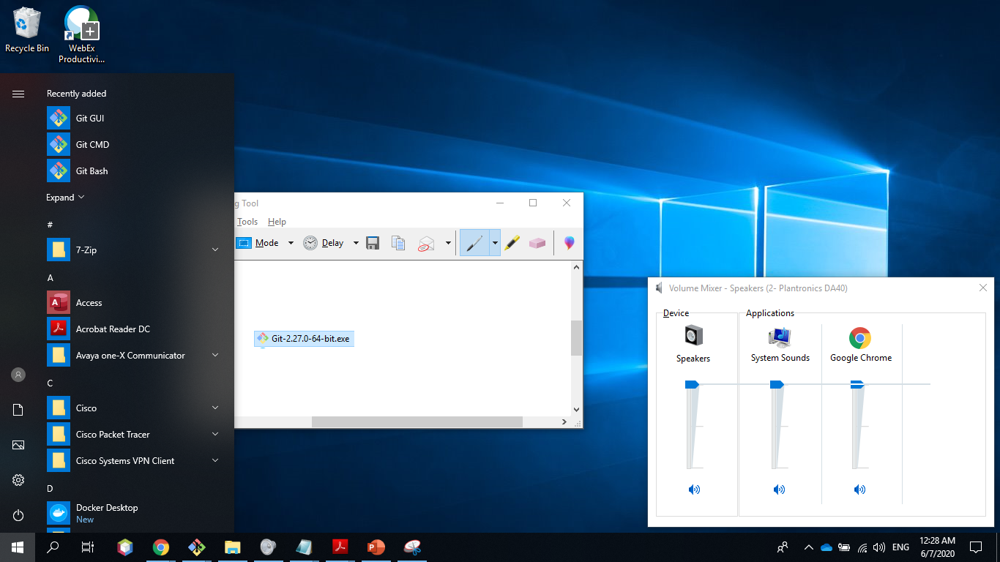 Recycle Bin
WebEx
Productivi...
Recently added
Git GUI
Git CMD
Git Bash
Expand
#
7-Zip
A
Access
Acrobat Reader DC
Avaya one-X Communicator
C
Cisco
Cisco Packet Tracer
Cisco Systems VPN Client
D
Docker Desktop
New
g Tool
Tools Help
Mode Delay
Git-2.27.0-64-bit.exe
Volume Mixer - Speakers (2- Plantronics DA40)
Device Applications
Speakers System Sounds Google Chrome
ENG
12:28 AM
6/7/2020